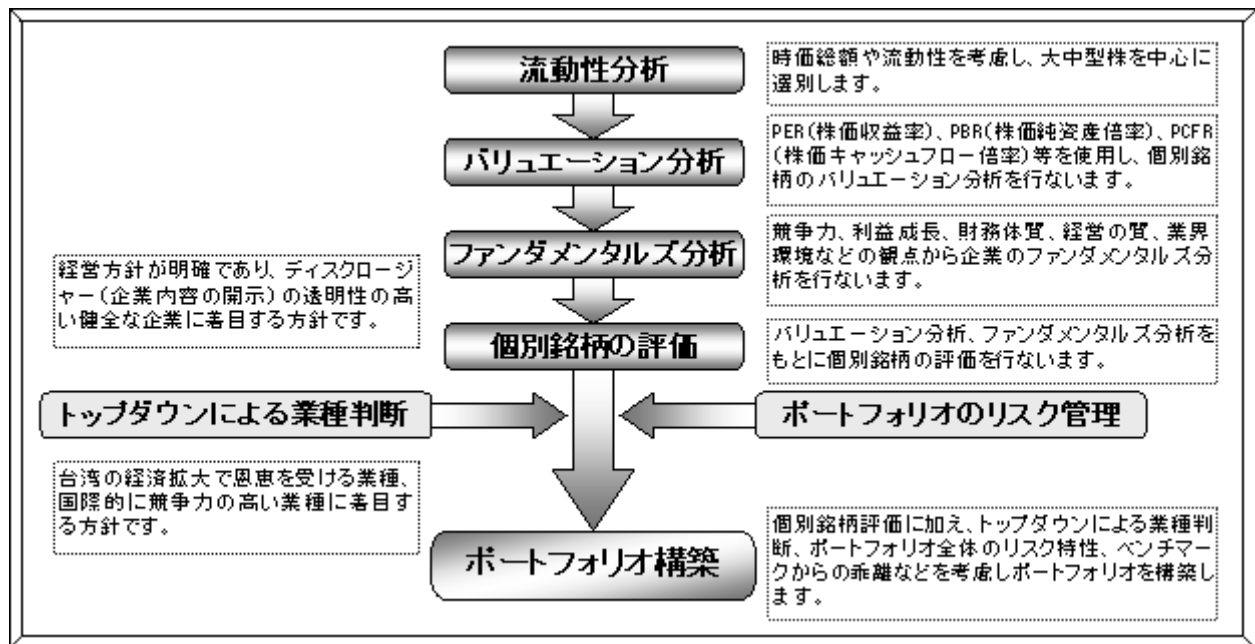 流動性分析
時価総額や流動性を考慮し、大中型株を中心に
選別します。
バリュエーション分析
PER(株価収益率)、PBR(株価純資産倍率)、PCFR
(株価キャッシュフロー倍率)等を使用し、個別銘
柄のバリュエーション分析を行ないます。
ファンダメンタルズ分析
競争力、利益成長、財務体質、経営の質、業界
環境などの観点から企業のファンダメンタルズ分
析を行ないます。
経営方針が明確であり、ディスクロージ
ャー(企業内容の開示)の透明性の高
い健全な企業に着目する方針です。
個別銘柄の評価
バリュエーション分析、ファンダメンタルズ分析を
もとに個別銘柄の評価を行ないます。
トップダウンによる業種判断
ポートフォリオのリスク管理
台湾の経済拡大で恩恵を受ける業種、
国際的に競争力の高い業種に着目す
る方針です。
ポートフォリオ構築
個別銘柄評価に加え、トップダウンによる業種判
断、ポートフォリオ全体のリスク特性、ベンチマー
クからの乖離などを考慮しポートフォリオを構築し
ます。